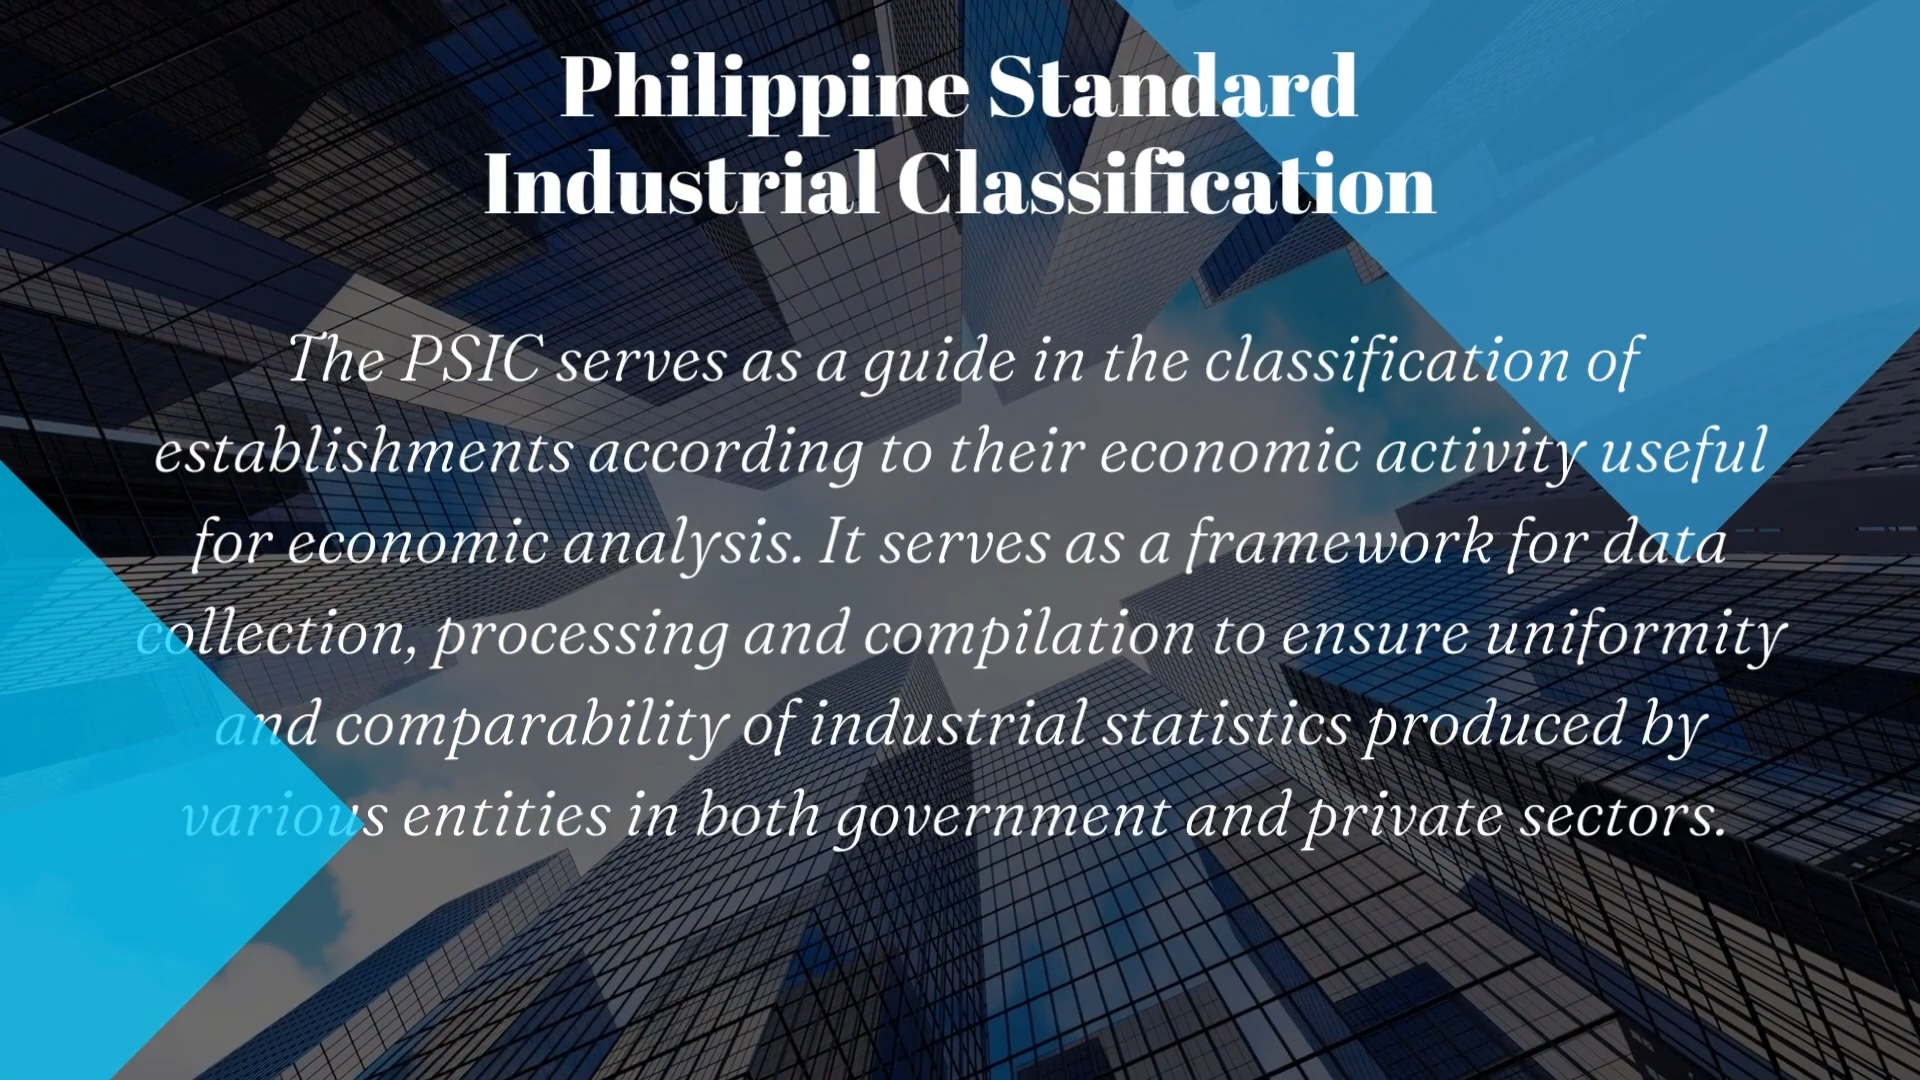 Philippine Standard
Industrial Classification
The PSIC serves as a guide in the classification of
establishments according to their economic activity useful
for economic analysis. It serves as a framework for data
collection, processing and compilation to ensure uniformity
and comparability of industrial statistics produced by
various entities in both government and private sectors.